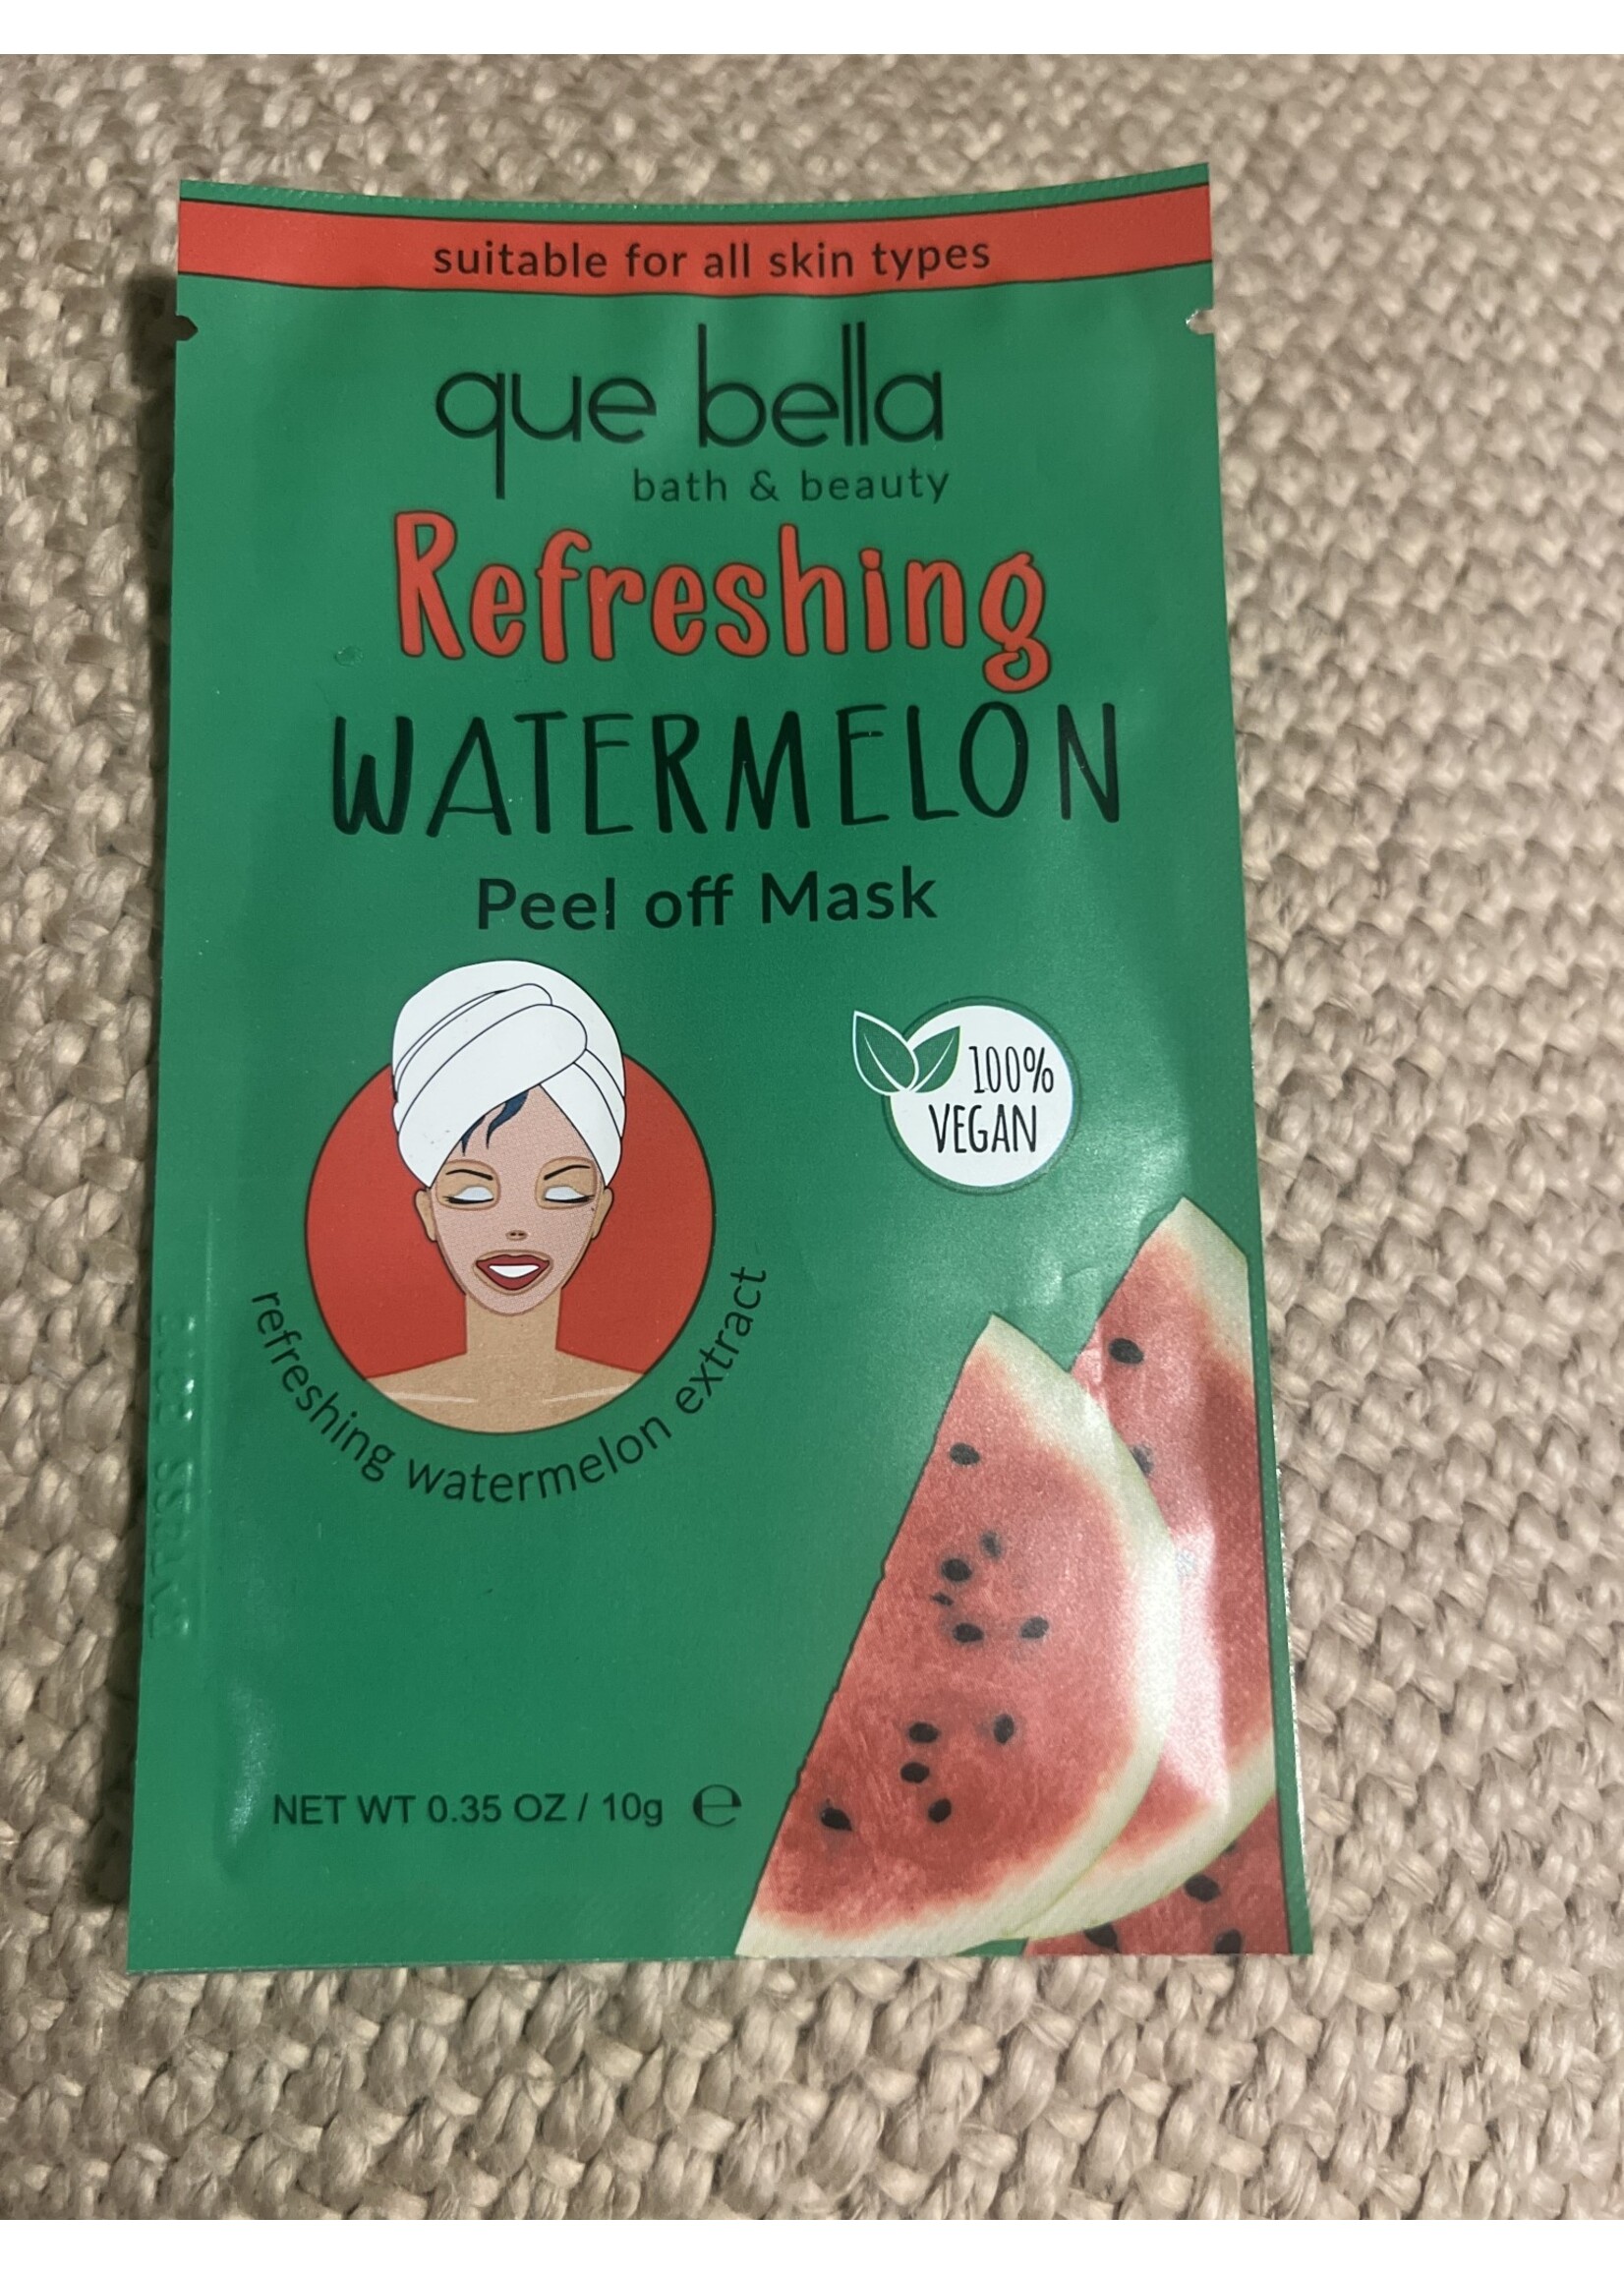 suitable for all skin types
que bella
bath & beauty
Refreshing
WATERMELON
Peel off Mask
100%
VEGAN
refreshing watermelon extract
NET WT 0.35 OZ / 10g ℮